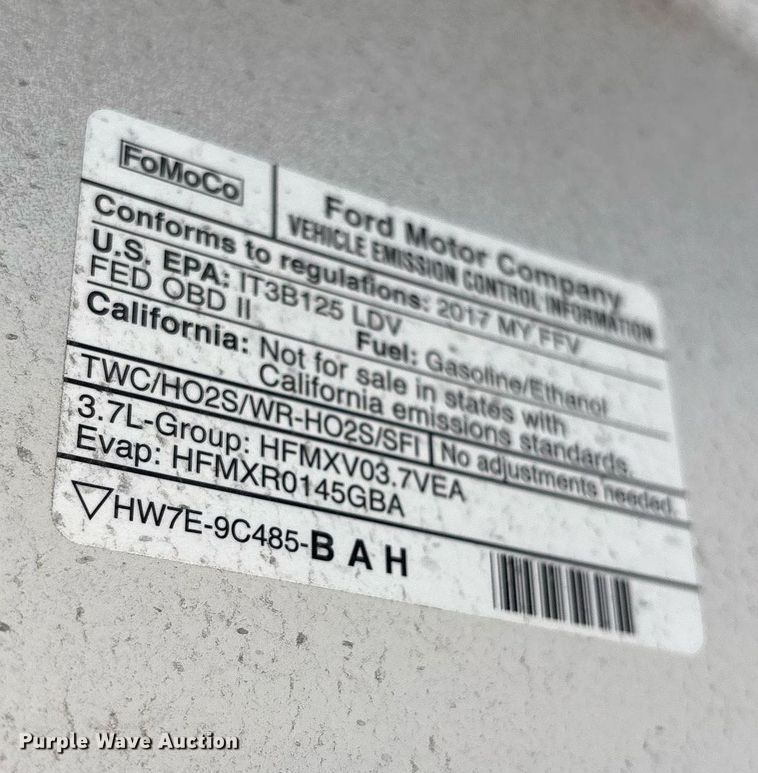 FoMoCo
Ford Motor Company
VEHICLE EMISSION CONTROL INFORMATION
Conforms to regulations: 2017 MY FFV
U.S. EPA: IT3B125 LDV
FED OBD II
Fuel: Gasoline/Ethanol
California: Not for sale in states with
California emissions standards.
TWC/HO2S/WR-HO2S/SFI
No adjustments needed.
3.7L-Group: HFMXV03.7VEA
Evap: HFMXR0145GBA
HW7E-9C485-BAH
Purple Wave Auction